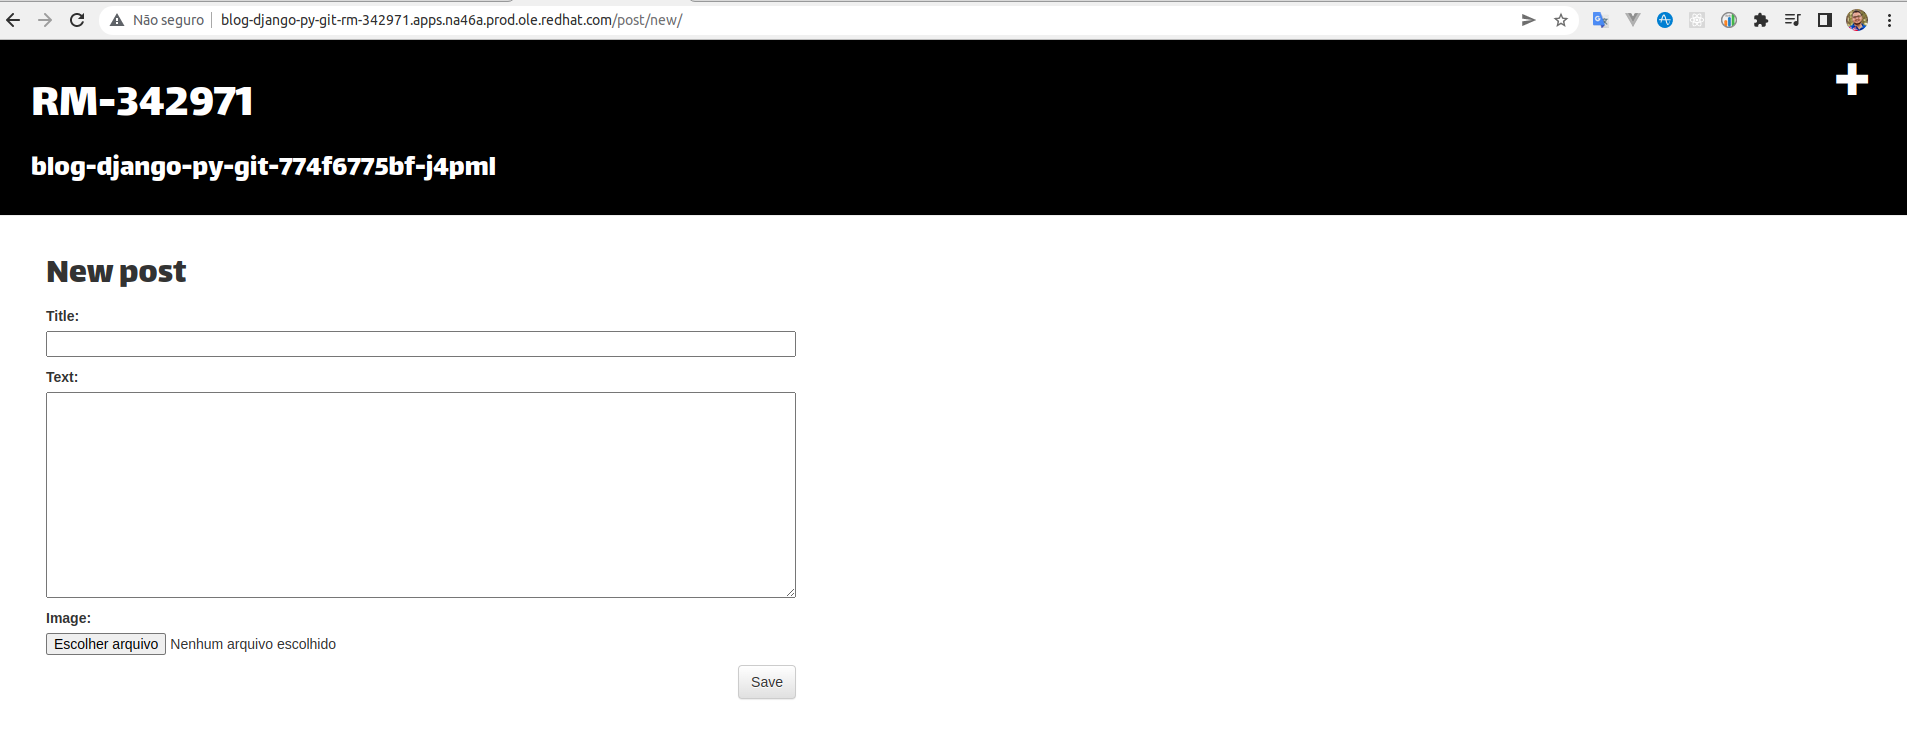 Não seguro blog-django-py-git-rm-342971.apps.na46a.prod.ole.redhat.com/post/new/
RM-342971
blog-django-py-git-774f6775bf-j4pml
New post
Title:
Text:
Image:
Escolher arquivo Nenhum arquivo escolhido
Save